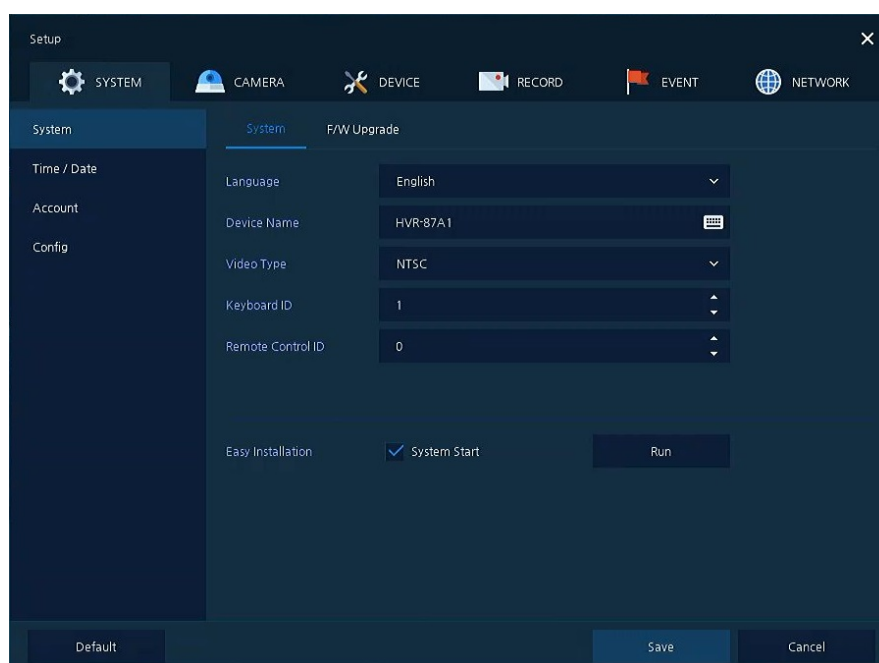 Setup
SYSTEM CAMERA DEVICE RECORD EVENT NETWORK
System
Time / Date
Account
Config
System F/W Upgrade
Language English
Device Name HVR-87A1
Video Type NTSC
Keyboard ID 1
Remote Control ID 0
Easy Installation System Start Run
Default Save Cancel